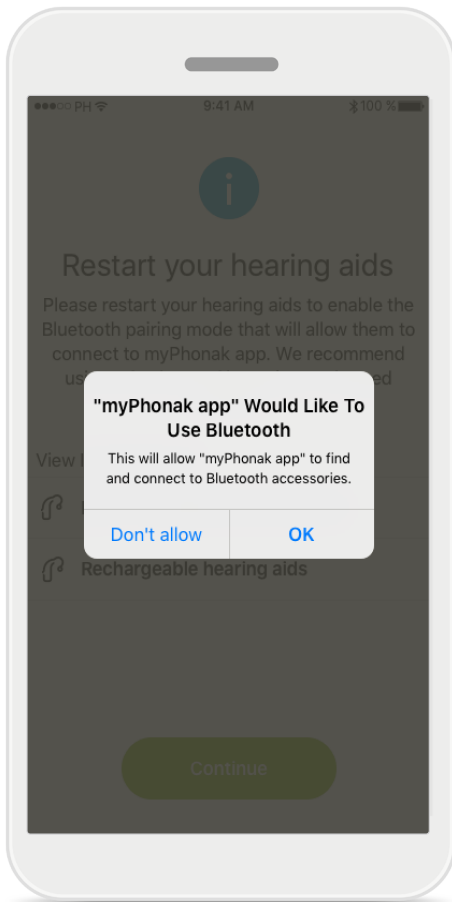 PH 9:41 AM 100 %
i
Restart your hearing aids
Please restart your hearing aids to enable the
Bluetooth pairing mode that will allow them to
connect to myPhonak app. We recommend
"myPhonak app" Would Like To
Use Bluetooth
This will allow "myPhonak app" to find
and connect to Bluetooth accessories.
View
Don't allow OK
Rechargeable hearing aids
Continue